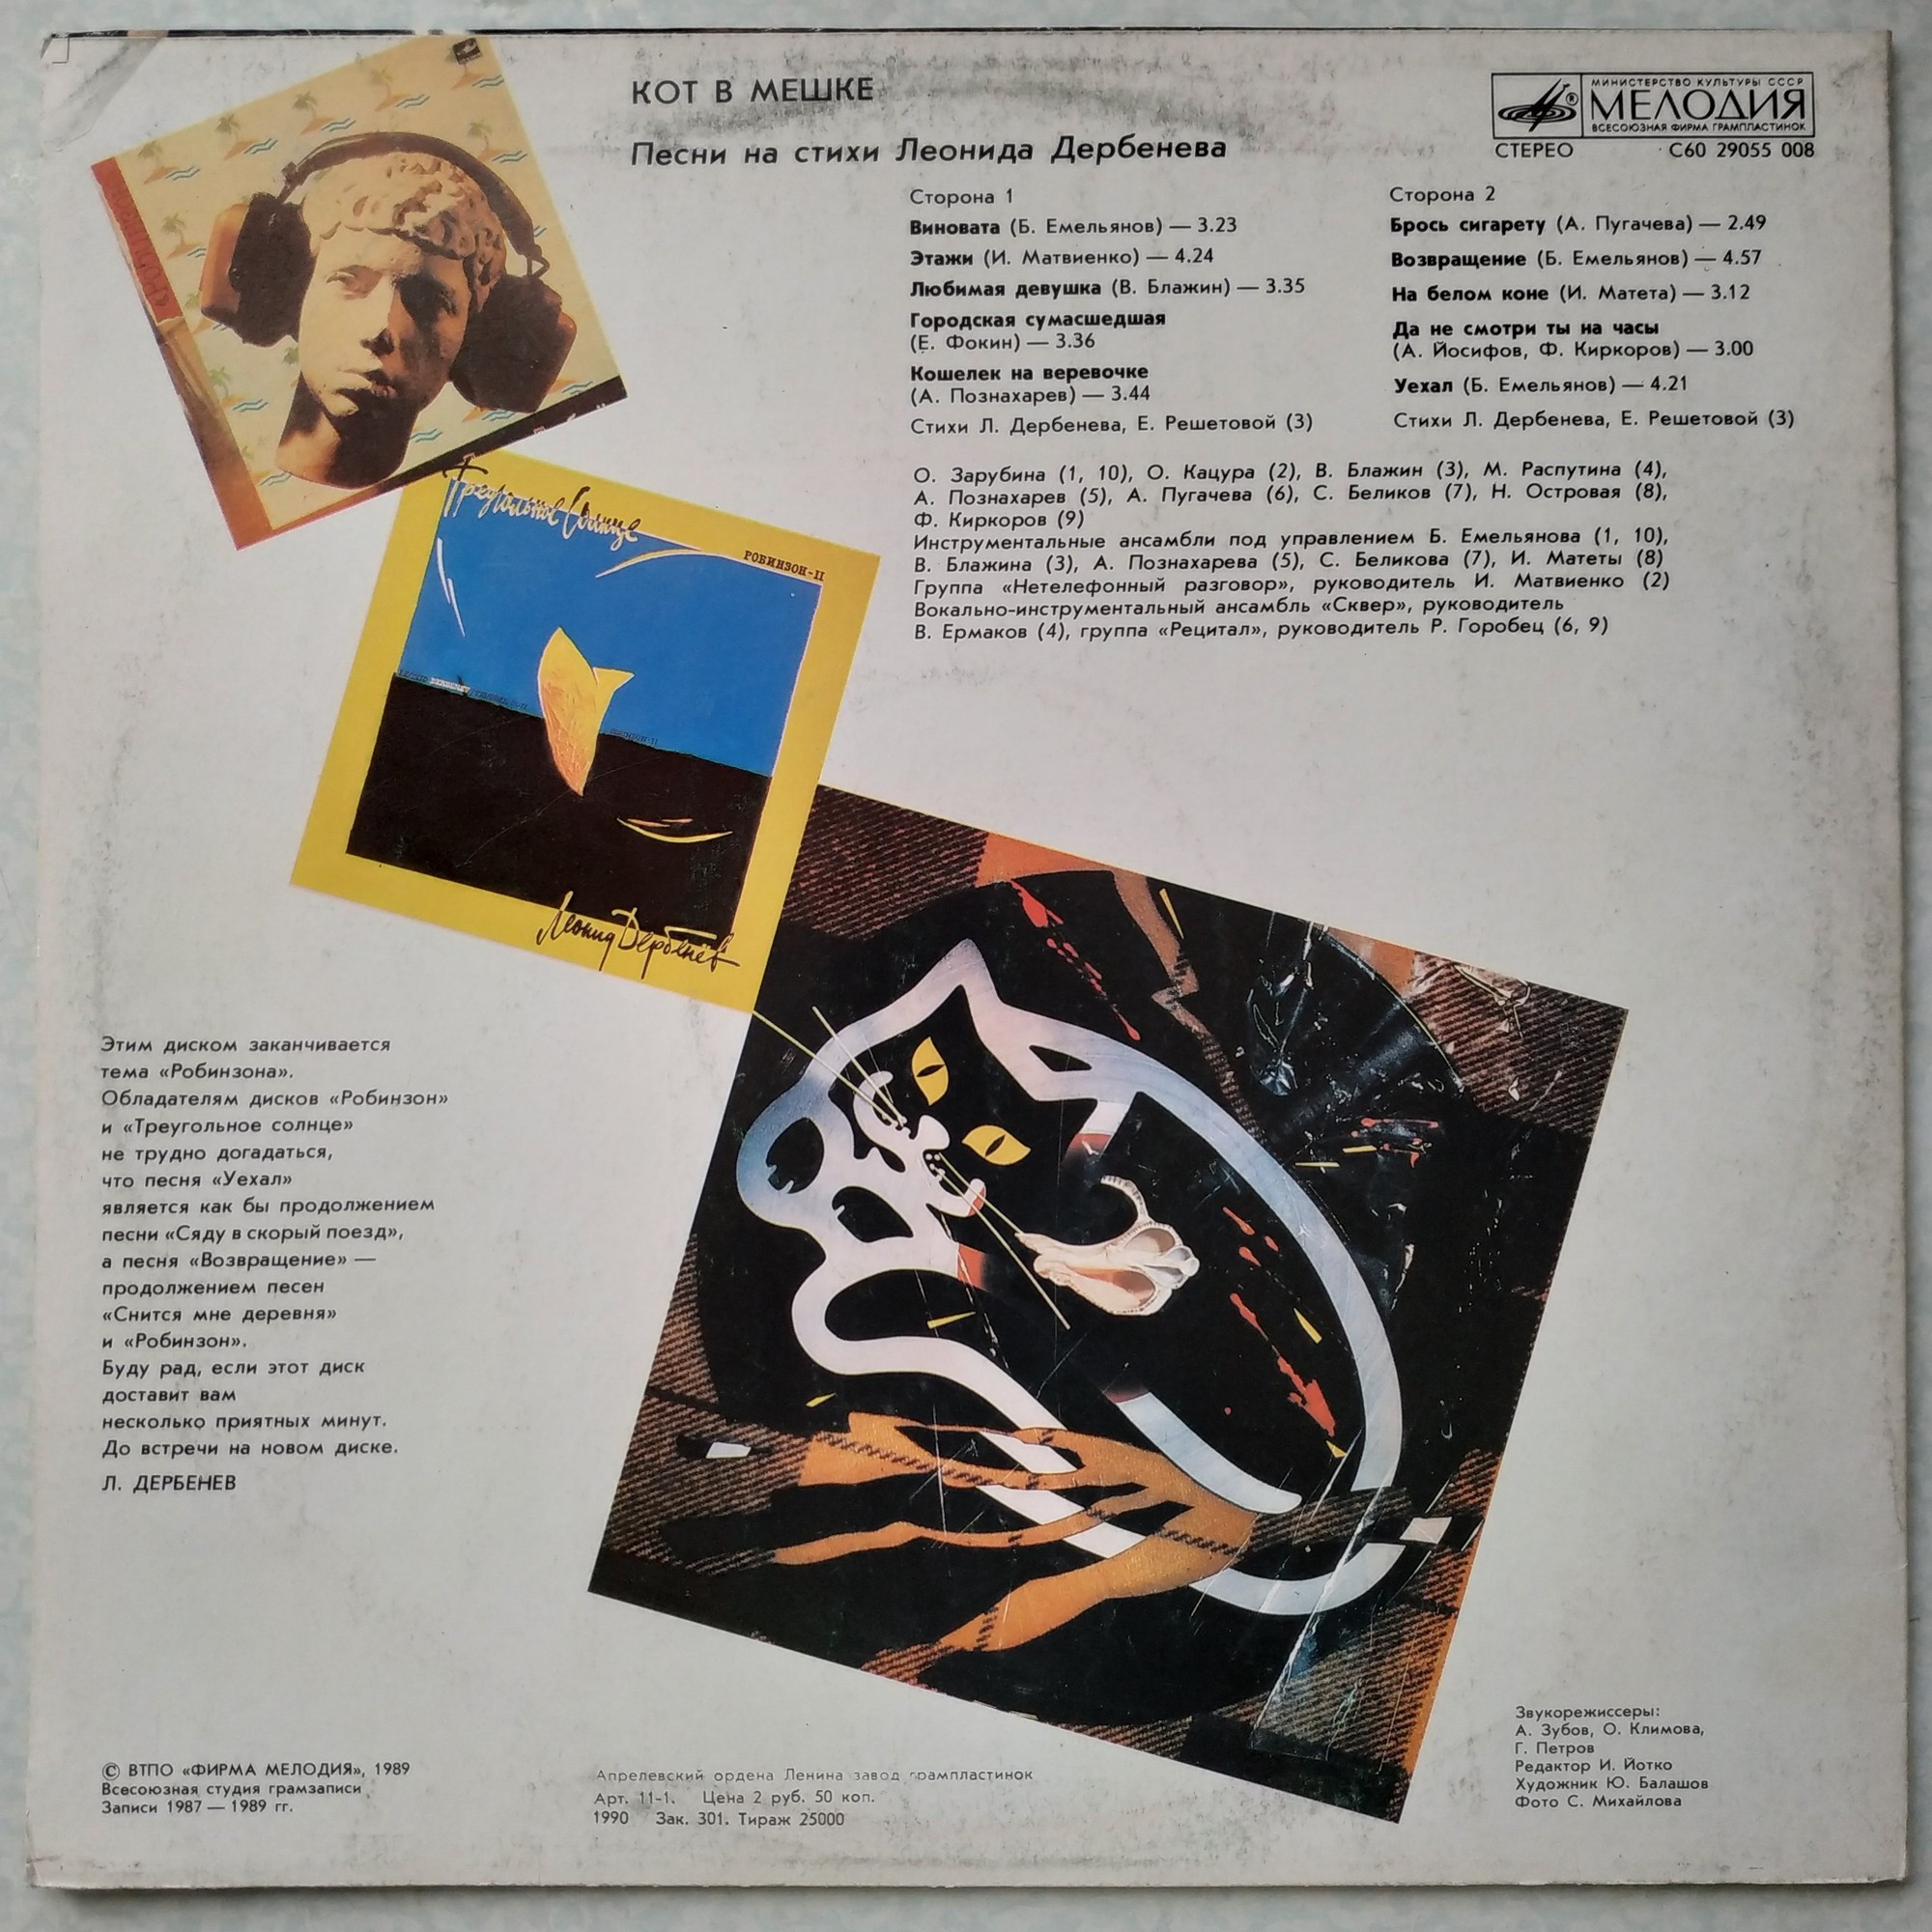 КОТ В МЕШКЕ
Песни на стихи Леонида Дербенева
МИНИСТЕРСТВО КУЛЬТУРЫ СССР
МЕЛОДИЯ
ВСЕСОЮЗНАЯ ФИРМА ГРАМПЛАСТИНОК
СТЕРЕО С60 29055 008
Сторона 1
Виновата (Б. Емельянов) — 3.23
Этажи (И. Матвиенко) — 4.24
Любимая девушка (В. Блажин) — 3.35
Городская сумасшедшая
(Е. Фокин) — 3.36
Кошелек на веревочке
(А. Познахарев) — 3.44
Стихи Л. Дербенева, Е. Решетовой (3)
Сторона 2
Брось сигарету (А. Пугачева) — 2.49
Возвращение (Б. Емельянов) — 4.57
На белом коне (И. Матета) — 3.12
Да не смотри ты на часы
(А. Йосифов, Ф. Киркоров) — 3.00
Уехал (Б. Емельянов) — 4.21
Стихи Л. Дербенева, Е. Решетовой (3)
О. Зарубина (1, 10), О. Кацура (2), В. Блажин (3), М. Распутина (4),
А. Познахарев (5), А. Пугачева (6), С. Беликов (7), Н. Островая (8),
Ф. Киркоров (9)
Инструментальные ансамбли под управлением Б. Емельянова (1, 10),
В. Блажина (3), А. Познахарева (5), С. Беликова (7), И. Матеты (8)
Группа «Нетелефонный разговор», руководитель И. Матвиенко (2)
Вокально-инструментальный ансамбль «Сквер», руководитель
В. Ермаков (4), группа «Рецитал», руководитель Р. Горобец (6, 9)
Треугольное Солнце
РОБИНЗОН-II
Леонид Дербенёв
Этим диском заканчивается
тема «Робинзона».
Обладателям дисков «Робинзон»
и «Треугольное солнце»
не трудно догадаться,
что песня «Уехал»
является как бы продолжением
песни «Сяду в скорый поезд»,
а песня «Возвращение» —
продолжением песен
«Снится мне деревня»
и «Робинзон».
Буду рад, если этот диск
доставит вам
несколько приятных минут.
До встречи на новом диске.
Л. ДЕРБЕНЕВ
© ВТПО «ФИРМА МЕЛОДИЯ», 1989
Всесоюзная студия грамзаписи
Записи 1987 — 1989 гг.
Апрелевский ордена Ленина завод грампластинок
Арт. 11-1. Цена 2 руб. 50 коп.
1990 Зак. 301. Тираж 25000
Звукорежиссеры:
А. Зубов, О. Климова,
Г. Петров
Редактор И. Йотко
Художник Ю. Балашов
Фото С. Михайлова